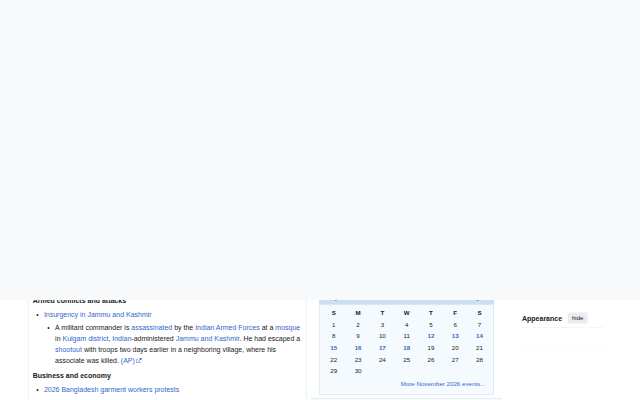 Armed conflicts and attacks
• Insurgency in Jammu and Kashmir
• A militant commander is assassinated by the Indian Armed Forces at a mosque
in Kulgam district, Indian-administered Jammu and Kashmir. He had escaped a
shootout with troops two days earlier in a neighboring village, where his
associate was killed. (AP)
Business and economy
• 2026 Bangladesh garment workers protests
S M T W T F S
1 2 3 4 5 6 7
8 9 10 11 12 13 14
15 16 17 18 19 20 21
22 23 24 25 26 27 28
29 30
More November 2026 events...
Appearance hide